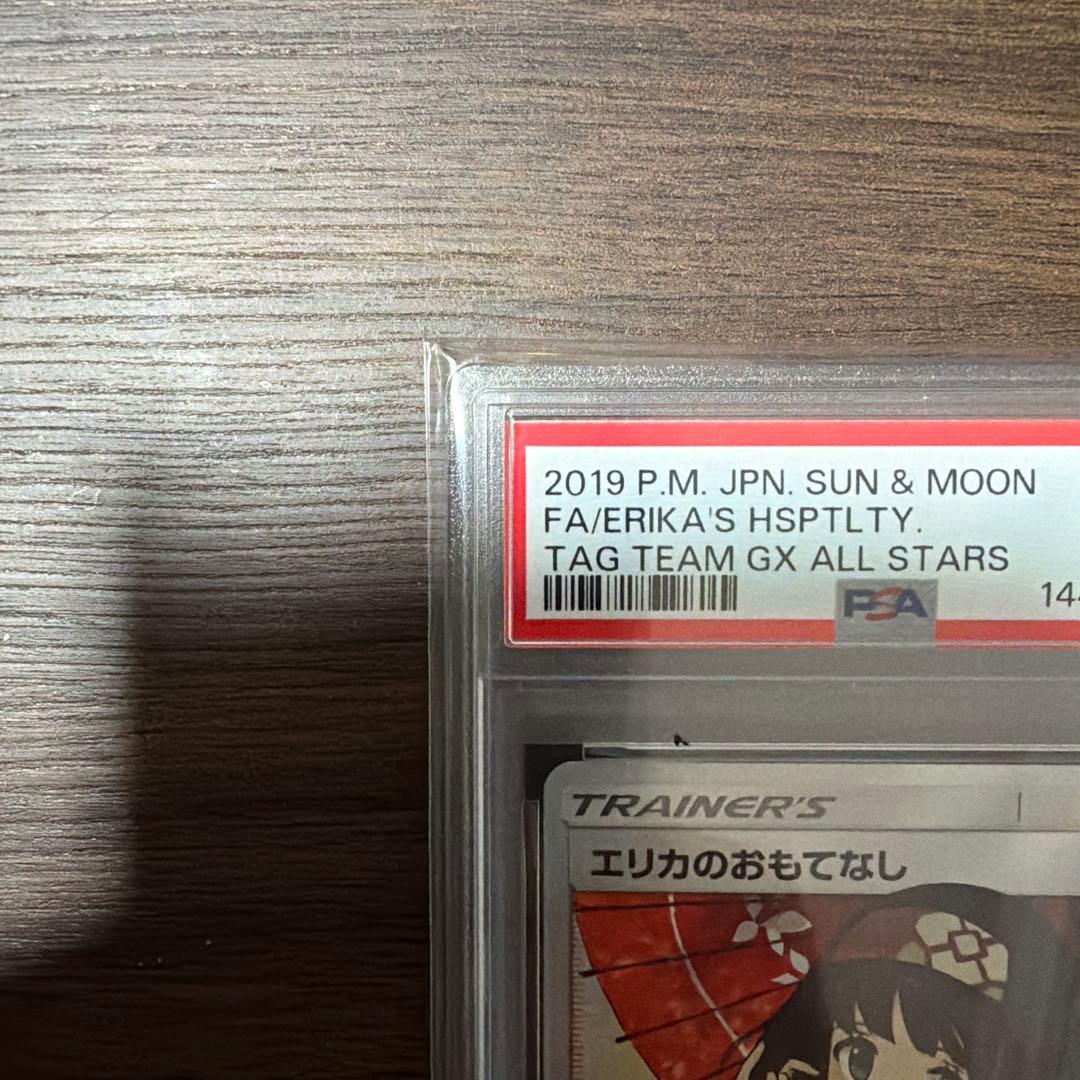 2019 P.M. JPN. SUN & MOON
FA/ERIKA'S HSPTLTY.
TAG TEAM GX ALL STARS
PSA
TRAINER'S
エリカのおもてなし